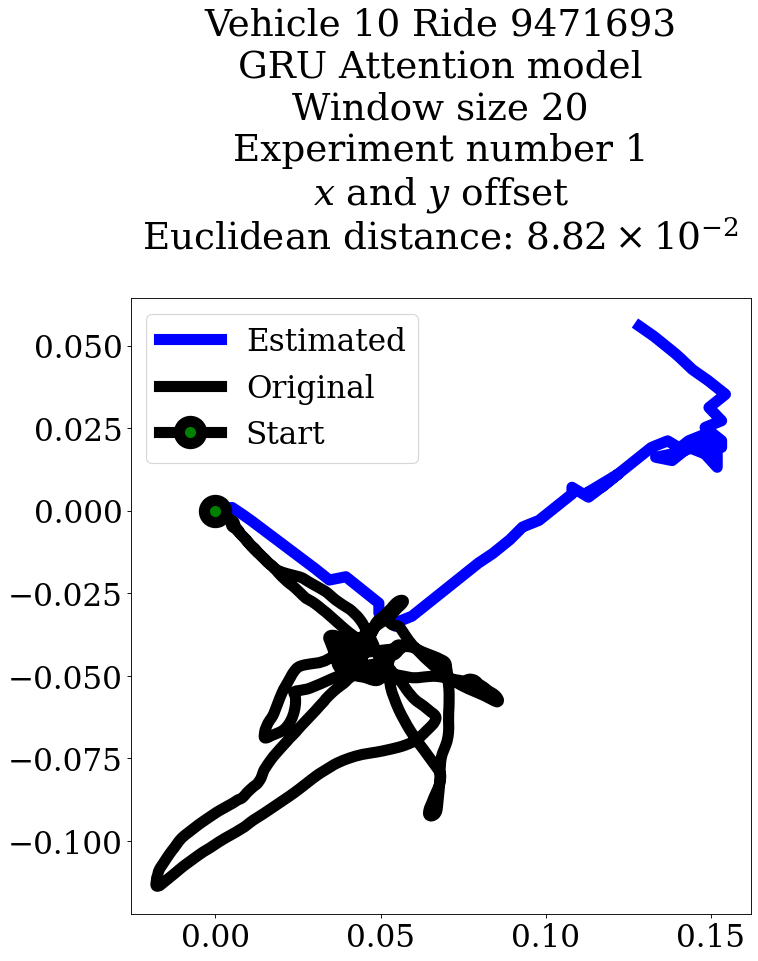 Vehicle 10 Ride 9471693
GRU Attention model
Window size 20
Experiment number 1
x and y offset
Euclidean distance: 8.82 × 10⁻²
Estimated
Original
Start
0.050
0.025
0.000
−0.025
−0.050
−0.075
−0.100
0.00 0.05 0.10 0.15